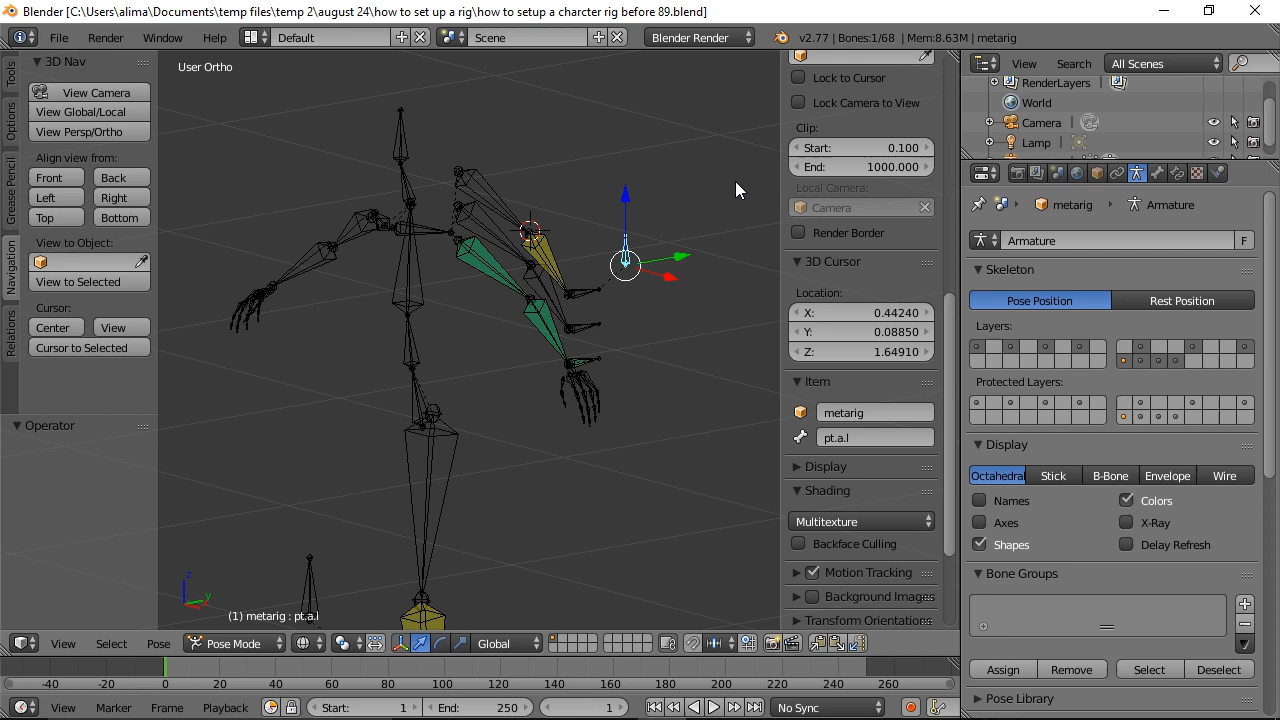 Blender [C:\Users\alima\Documents\temp files\temp 2\august 24\how to set up a rig\how to setup a charcter rig before 89.blend]
File Render Window Help Default Scene Blender Render v2.77 | Bones:1/68 | Mem:8.63M | metarig
Tools
Options
Grease Pencil
Navigation
Relations
3D Nav
View Camera
View Global/Local
View Persp/Ortho
Align view from:
Front Back
Left Right
Top Bottom
View to Object:
View to Selected
Cursor:
Center View
Cursor to Selected
Operator
User Ortho
z
y
(1) metarig : pt.a.l
Lock to Cursor
Lock Camera to View
Clip:
Start: 0.100
End: 1000.000
Local Camera:
Camera
Render Border
3D Cursor
Location:
X: 0.44240
Y: 0.08850
Z: 1.64910
Item
metarig
pt.a.l
Display
Shading
Multitexture
Backface Culling
Motion Tracking
Background Images
Transform Orientations
View Search All Scenes
RenderLayers
World
Camera
Lamp
metarig Armature
Armature F
Skeleton
Pose Position Rest Position
Layers:
Protected Layers:
Display
Octahedral Stick B-Bone Envelope Wire
Names Colors
Axes X-Ray
Shapes Delay Refresh
Bone Groups
Assign Remove Select Deselect
Pose Library
View Select Pose Pose Mode Global
-40 -20 0 20 40 60 80 100 120 140 160 180 200 220 240 260
View Marker Frame Playback Start: 1 End: 250 1 No Sync